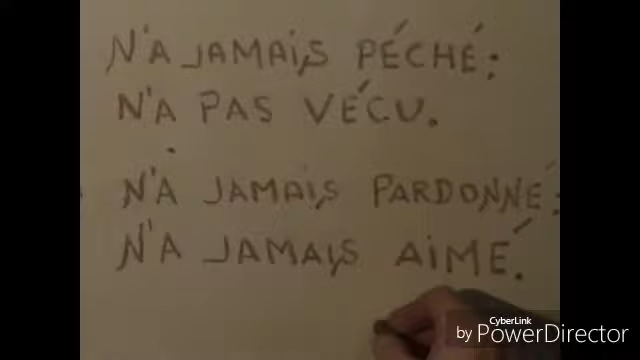 N'A JAMAIS PÉCHÉ:
N'A PAS VÉCU.
N'A JAMAIS PARDONNÉ:
N'A JAMAIS AIMÉ.
CyberLink
by PowerDirector